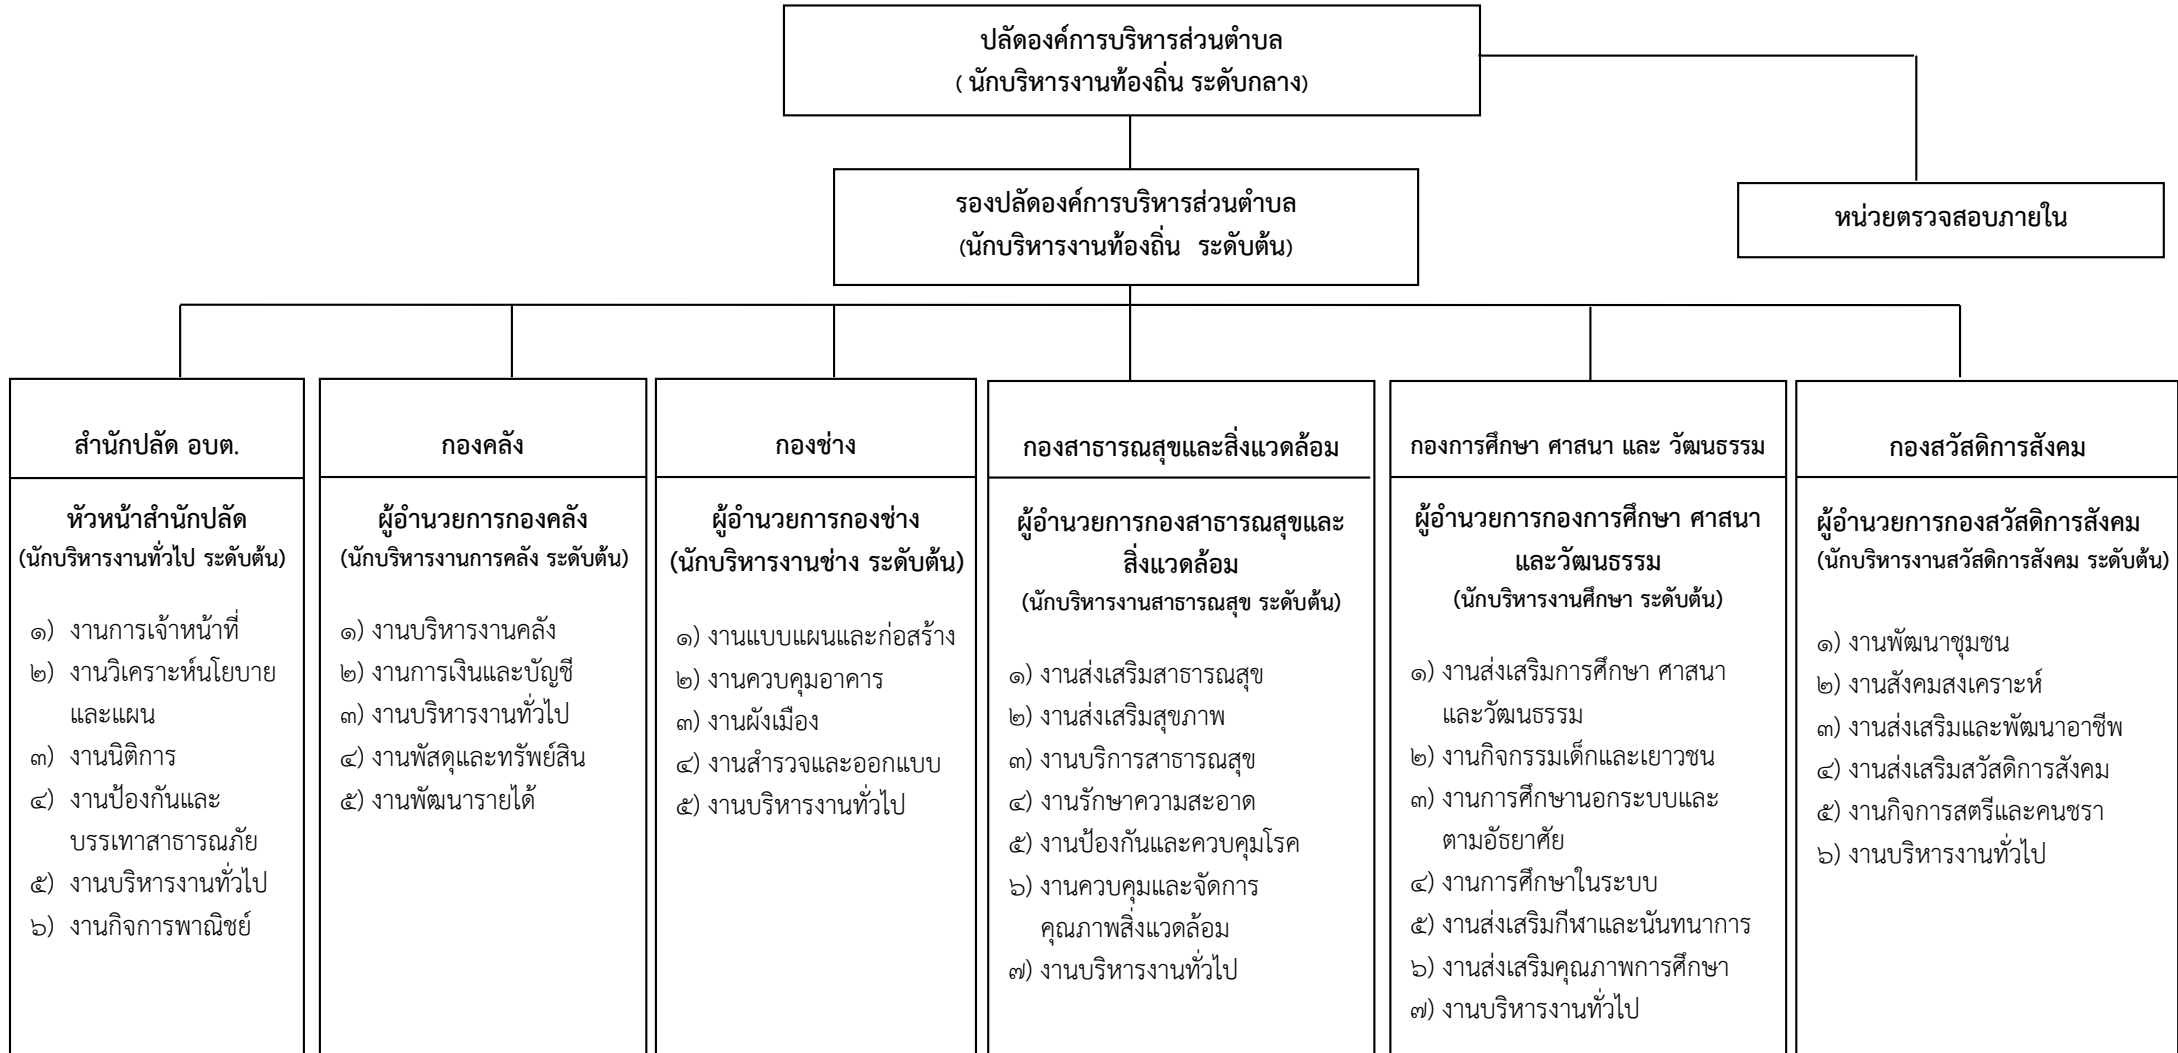 ปลัดองค์การบริหารส่วนตำบล
( นักบริหารงานท้องถิ่น ระดับกลาง)
รองปลัดองค์การบริหารส่วนตำบล
(นักบริหารงานท้องถิ่น ระดับต้น)
หน่วยตรวจสอบภายใน
สำนักปลัด อบต.
หัวหน้าสำนักปลัด
(นักบริหารงานทั่วไป ระดับต้น)
๑) งานการเจ้าหน้าที่
๒) งานวิเคราะห์นโยบาย
และแผน
๓) งานนิติการ
๔) งานป้องกันและ
บรรเทาสาธารณภัย
๕) งานบริหารงานทั่วไป
๖) งานกิจการพาณิชย์
กองคลัง
ผู้อำนวยการกองคลัง
(นักบริหารงานการคลัง ระดับต้น)
๑) งานบริหารงานคลัง
๒) งานการเงินและบัญชี
๓) งานบริหารงานทั่วไป
๔) งานพัสดุและทรัพย์สิน
๕) งานพัฒนารายได้
กองช่าง
ผู้อำนวยการกองช่าง
(นักบริหารงานช่าง ระดับต้น)
๑) งานแบบแผนและก่อสร้าง
๒) งานควบคุมอาคาร
๓) งานผังเมือง
๔) งานสำรวจและออกแบบ
๕) งานบริหารงานทั่วไป
กองสาธารณสุขและสิ่งแวดล้อม
ผู้อำนวยการกองสาธารณสุขและ
สิ่งแวดล้อม
(นักบริหารงานสาธารณสุข ระดับต้น)
๑) งานส่งเสริมสาธารณสุข
๒) งานส่งเสริมสุขภาพ
๓) งานบริการสาธารณสุข
๔) งานรักษาความสะอาด
๕) งานป้องกันและควบคุมโรค
๖) งานควบคุมและจัดการ
คุณภาพสิ่งแวดล้อม
๗) งานบริหารงานทั่วไป
กองการศึกษา ศาสนา และ วัฒนธรรม
ผู้อำนวยการกองการศึกษา ศาสนา
และวัฒนธรรม
(นักบริหารงานศึกษา ระดับต้น)
๑) งานส่งเสริมการศึกษา ศาสนา
และวัฒนธรรม
๒) งานกิจกรรมเด็กและเยาวชน
๓) งานการศึกษานอกระบบและ
ตามอัธยาศัย
๔) งานการศึกษาในระบบ
๕) งานส่งเสริมกีฬาและนันทนาการ
๖) งานส่งเสริมคุณภาพการศึกษา
๗) งานบริหารงานทั่วไป
กองสวัสดิการสังคม
ผู้อำนวยการกองสวัสดิการสังคม
(นักบริหารงานสวัสดิการสังคม ระดับต้น)
๑) งานพัฒนาชุมชน
๒) งานสังคมสงเคราะห์
๓) งานส่งเสริมและพัฒนาอาชีพ
๔) งานส่งเสริมสวัสดิการสังคม
๕) งานกิจการสตรีและคนชรา
๖) งานบริหารงานทั่วไป